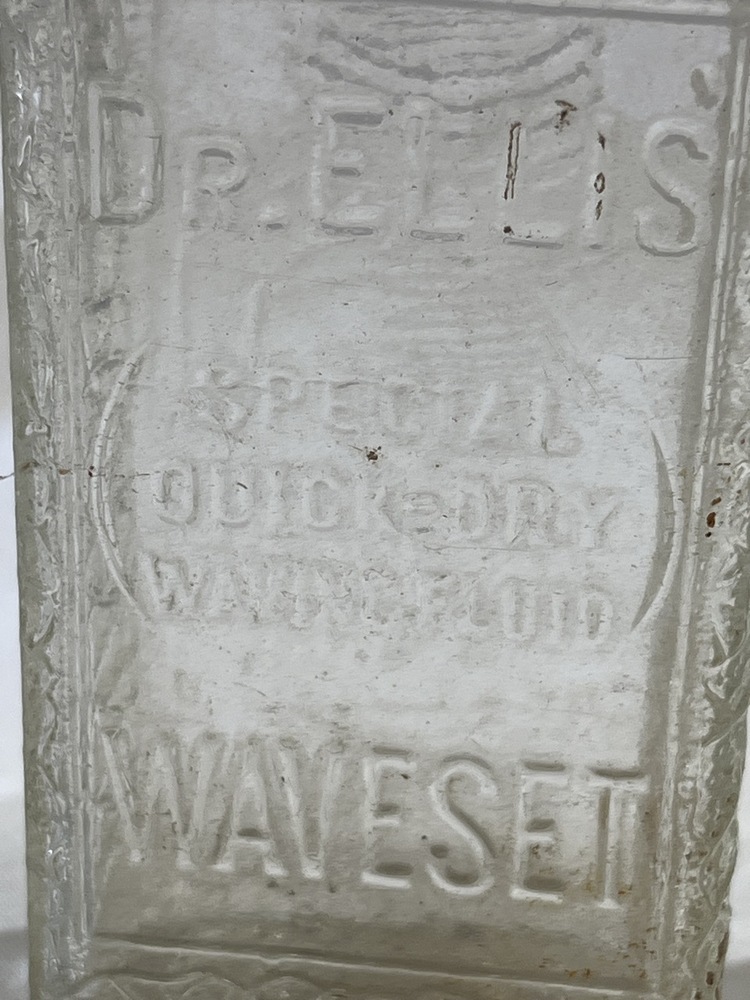 Dr. ELLIS'
(SPECIAL
QUICK=DRY
WAVING FLUID)
WAVESET